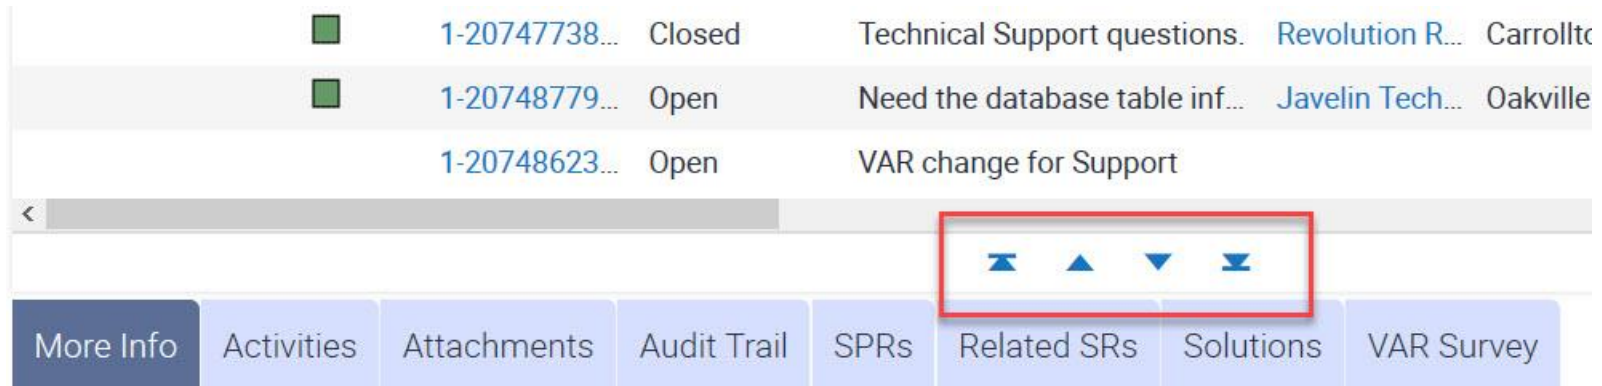 1-20747738... Closed Technical Support questions. Revolution R... Carrollto
1-20748779... Open Need the database table inf... Javelin Tech... Oakville
1-20748623... Open VAR change for Support
More Info Activities Attachments Audit Trail SPRs Related SRs Solutions VAR Survey